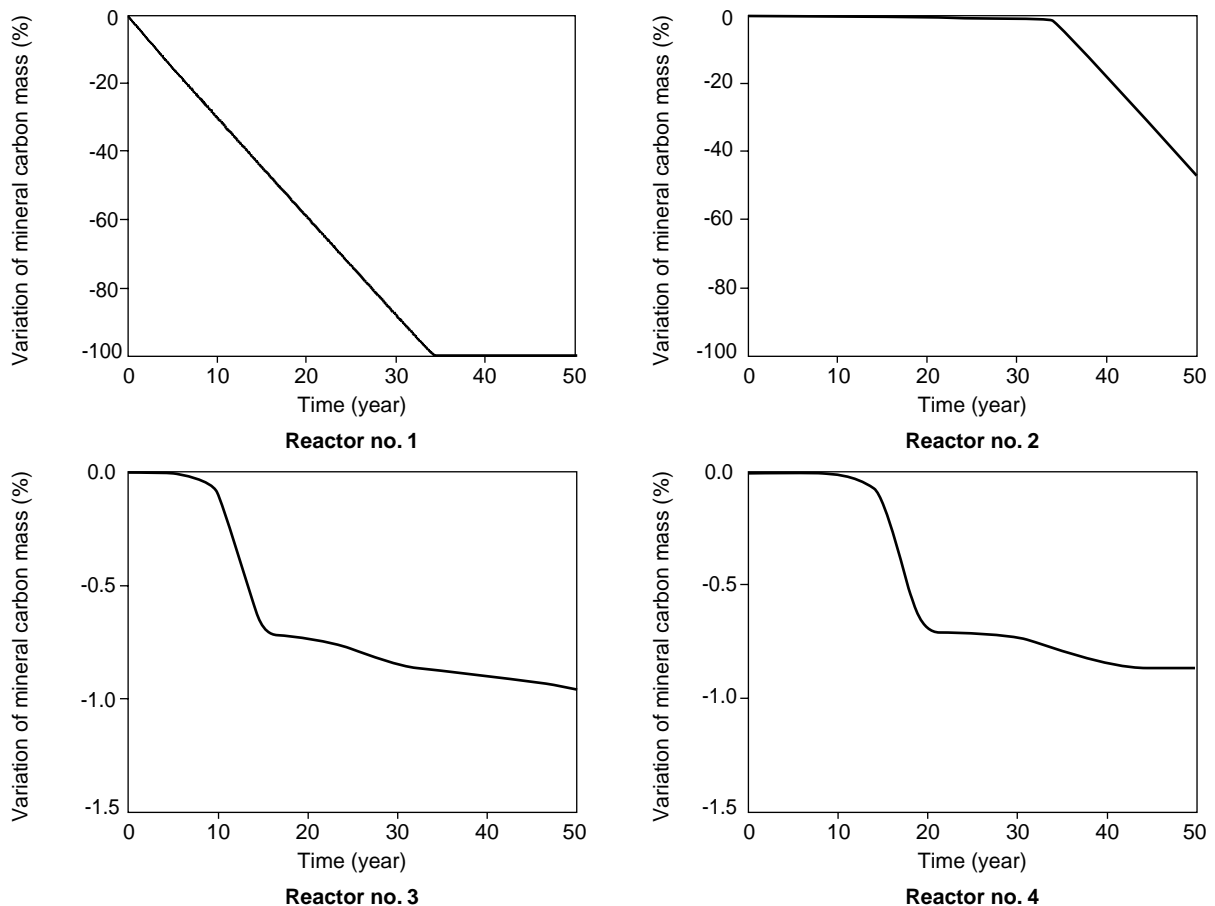 Variation of mineral carbon mass (%)
0
-20
-40
-60
-80
-100
0 10 20 30 40 50
Time (year)
Reactor no. 1
Variation of mineral carbon mass (%)
0
-20
-40
-60
-80
-100
0 10 20 30 40 50
Time (year)
Reactor no. 2
Variation of mineral carbon mass (%)
0.0
-0.5
-1.0
-1.5
0 10 20 30 40 50
Time (year)
Reactor no. 3
Variation of mineral carbon mass (%)
0.0
-0.5
-1.0
-1.5
0 10 20 30 40 50
Time (year)
Reactor no. 4